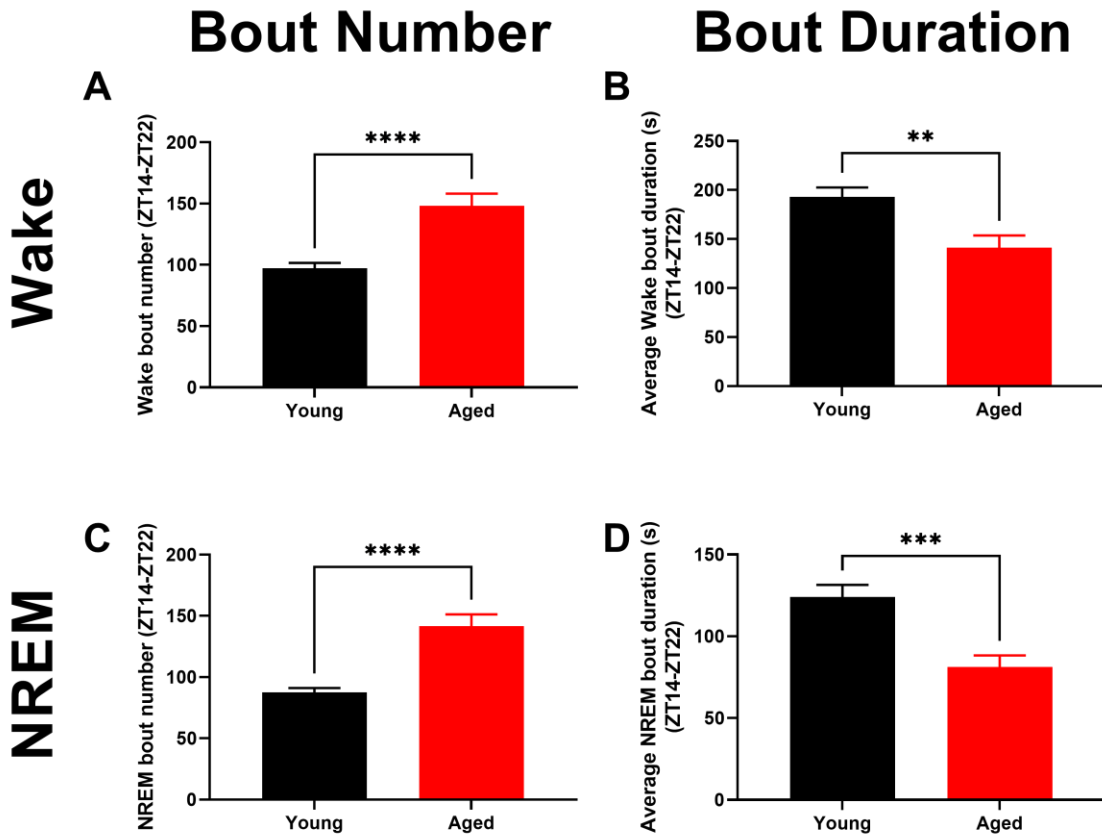 Bout Number
Bout Duration
Wake
NREM
A
Wake bout number (ZT14-ZT22)
200
150
100
50
0
****
Young
Aged
B
Average Wake bout duration (s)
(ZT14-ZT22)
250
200
150
100
50
0
**
Young
Aged
C
NREM bout number (ZT14-ZT22)
200
150
100
50
0
****
Young
Aged
D
Average NREM bout duration (s)
(ZT14-ZT22)
150
100
50
0
***
Young
Aged